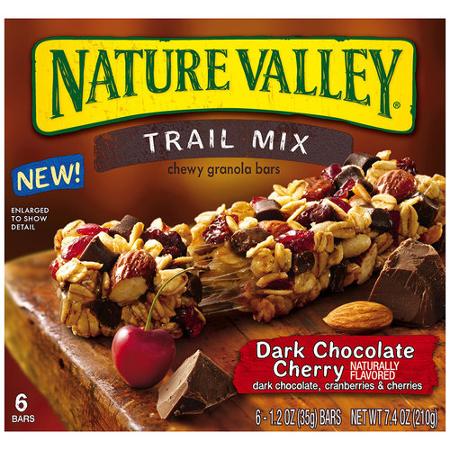 NATURE VALLEY®
TRAIL MIX
chewy granola bars
NEW!
ENLARGED
TO SHOW
DETAIL
Dark Chocolate
Cherry NATURALLY FLAVORED
dark chocolate, cranberries & cherries
6
BARS
6 - 1.2 OZ (35g) BARS NET WT 7.4 OZ (210g)